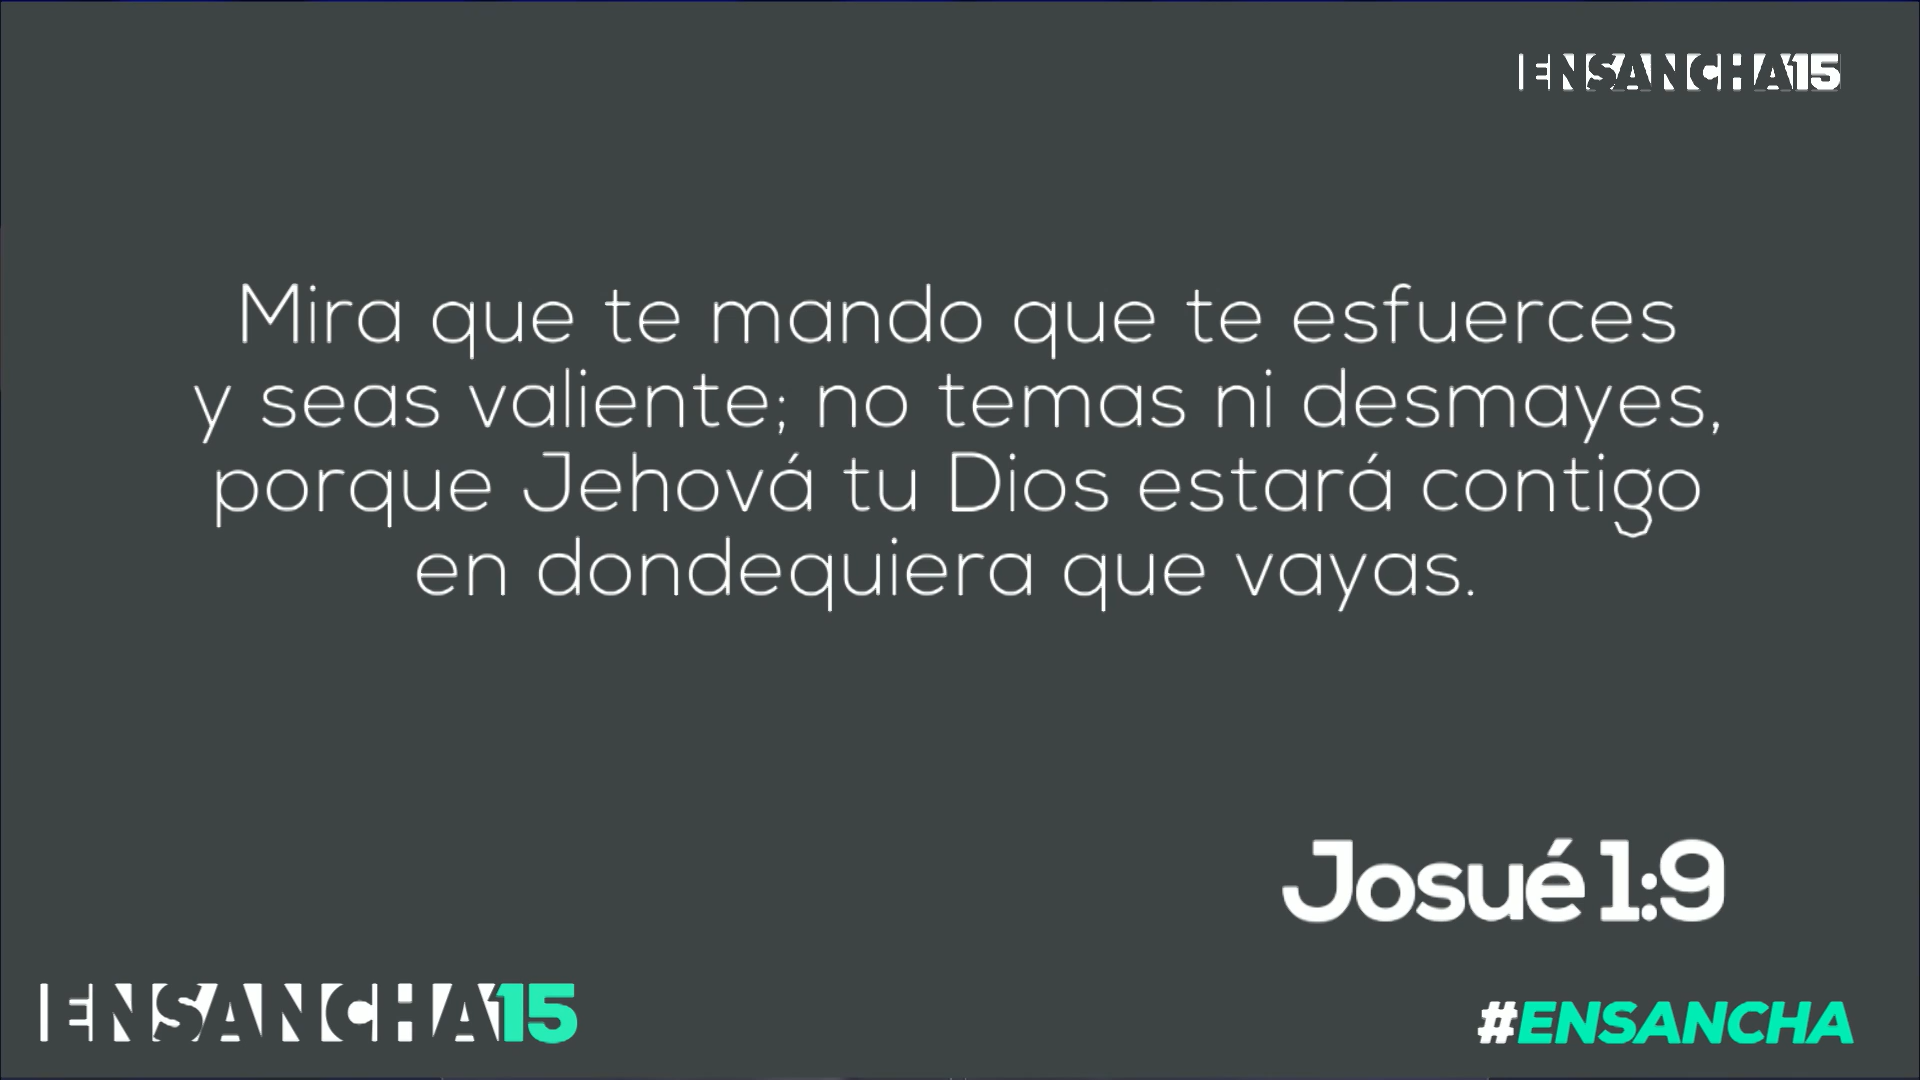 ENSANCHA15
Mira que te mando que te esfuerces
y seas valiente; no temas ni desmayes,
porque Jehová tu Dios estará contigo
en dondequiera que vayas.
Josué 1:9
ENSANCHA15
#ENSANCHA